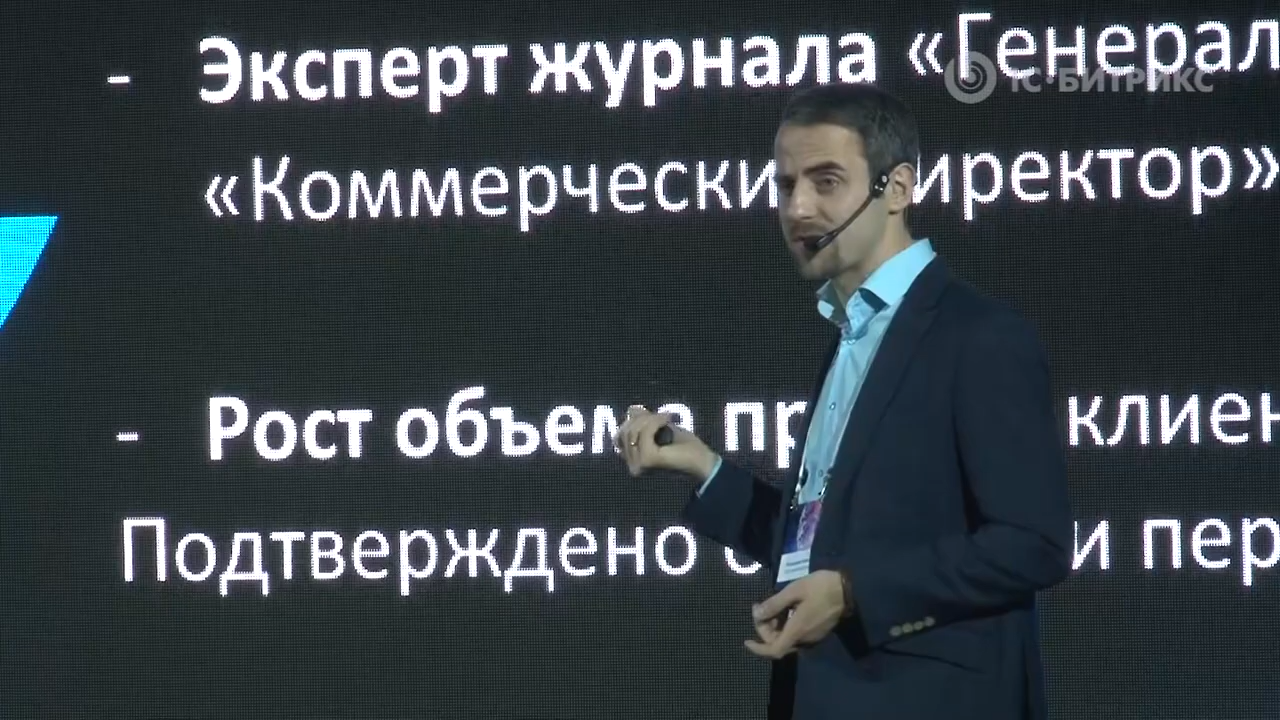 - Эксперт журнала «Генерал
1С·БИТРИКС
«Коммерчески иректор»
- Рост объема пр клиен
Подтверждено с и пер